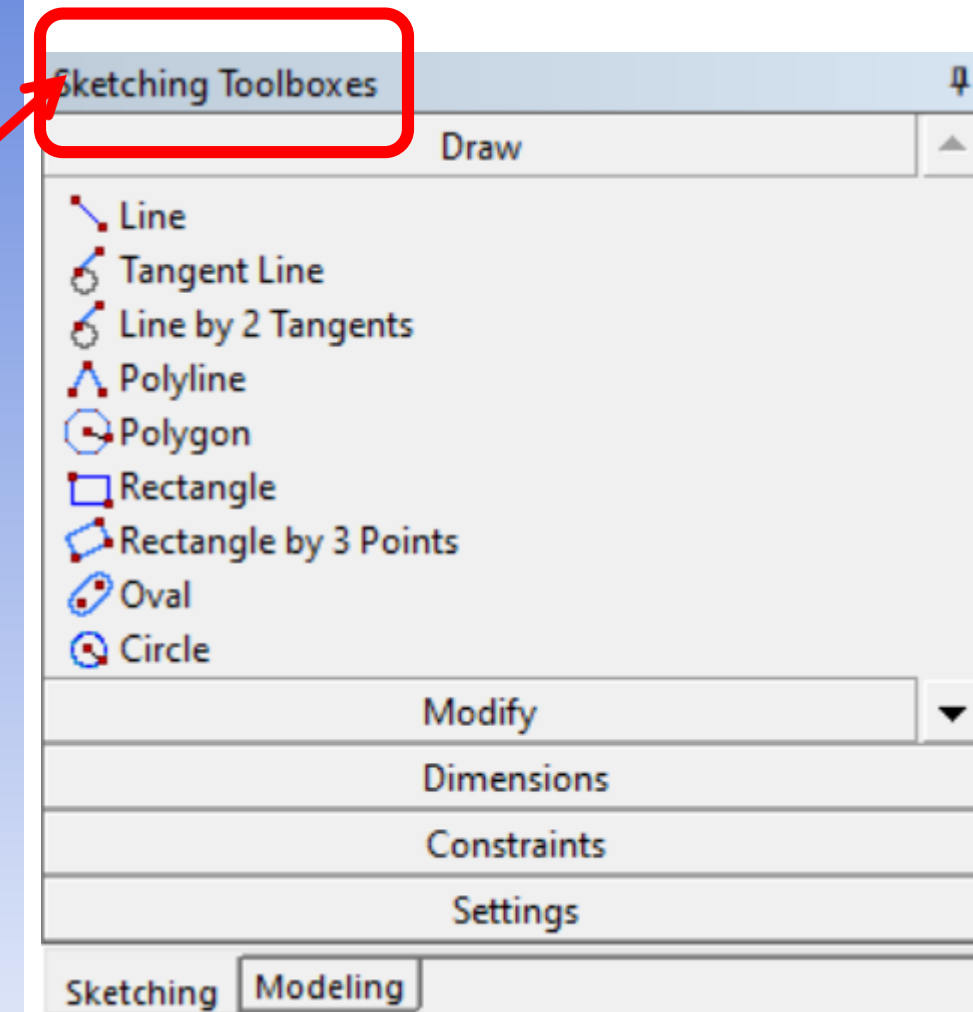 Sketching Toolboxes
Draw
Line
Tangent Line
Line by 2 Tangents
Polyline
Polygon
Rectangle
Rectangle by 3 Points
Oval
Circle
Modify
Dimensions
Constraints
Settings
Sketching Modeling